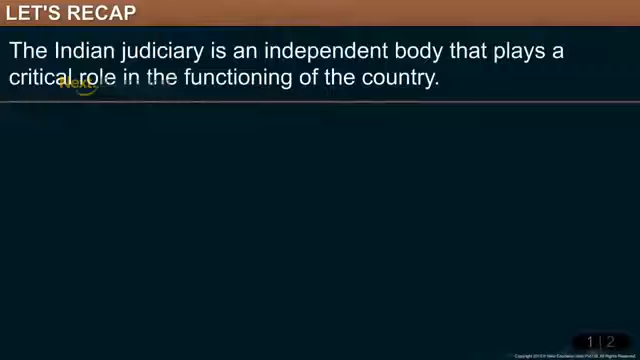 LET'S RECAP
The Indian judiciary is an independent body that plays a
critical role in the functioning of the country.
Next
1 | 2